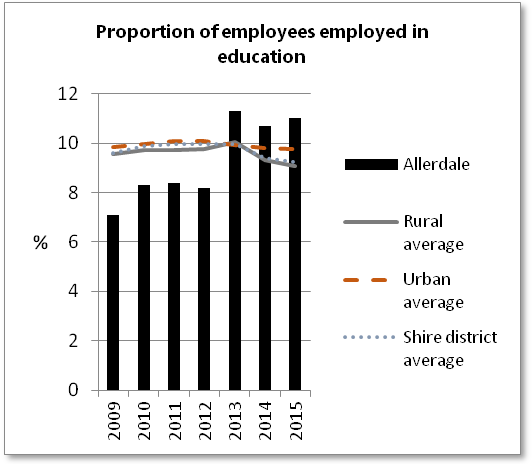 Proportion of employees employed in
education
12
10
8
6
4
2
0
%
2009
2010
2011
2012
2013
2014
2015
Allerdale
Rural
average
Urban
average
Shire district
average